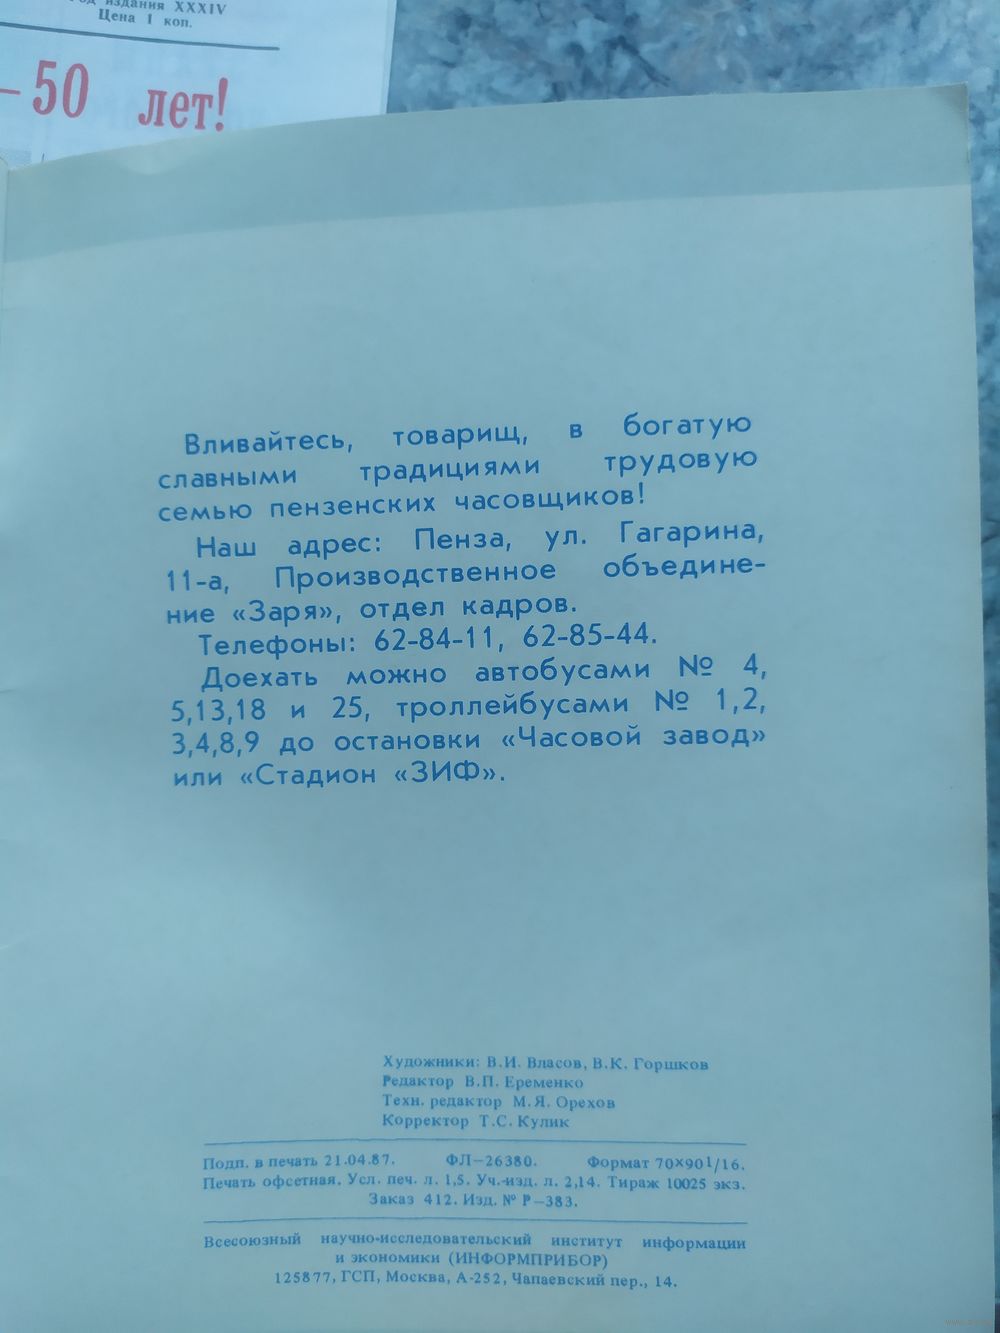 издания XXXIV
Цена 1 коп.
– 50 лет!
Вливайтесь, товарищ, в богатую
славными традициями трудовую
семью пензенских часовщиков!
Наш адрес: Пенза, ул. Гагарина,
11-а, Производственное объедине-
ние «Заря», отдел кадров.
Телефоны: 62-84-11, 62-85-44.
Доехать можно автобусами № 4,
5,13,18 и 25, троллейбусами № 1,2,
3,4,8,9 до остановки «Часовой завод»
или «Стадион «ЗИФ».
Художники: В.И. Власов, В.К. Горшков
Редактор В.П. Еременко
Техн. редактор М.Я. Орехов
Корректор Т.С. Кулик
Подп. в печать 21.04.87. ФЛ–26380. Формат 70×90 1/16.
Печать офсетная. Усл. печ. л. 1,5. Уч.-изд. л. 2,14. Тираж 10025 экз.
Заказ 412. Изд. № Р–383.
Всесоюзный научно-исследовательский институт информации
и экономики (ИНФОРМПРИБОР)
125877, ГСП, Москва, А-252, Чапаевский пер., 14.